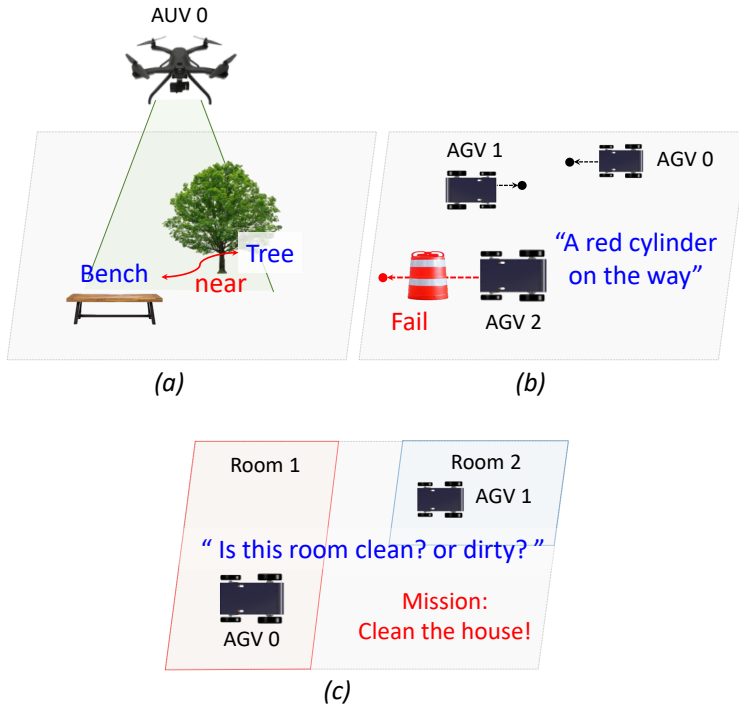 AUV 0
Bench
Tree
near
(a)
AGV 1
AGV 0
“A red cylinder
on the way”
Fail
AGV 2
(b)
Room 1
Room 2
AGV 1
“ Is this room clean? or dirty? ”
AGV 0
Mission:
Clean the house!
(c)